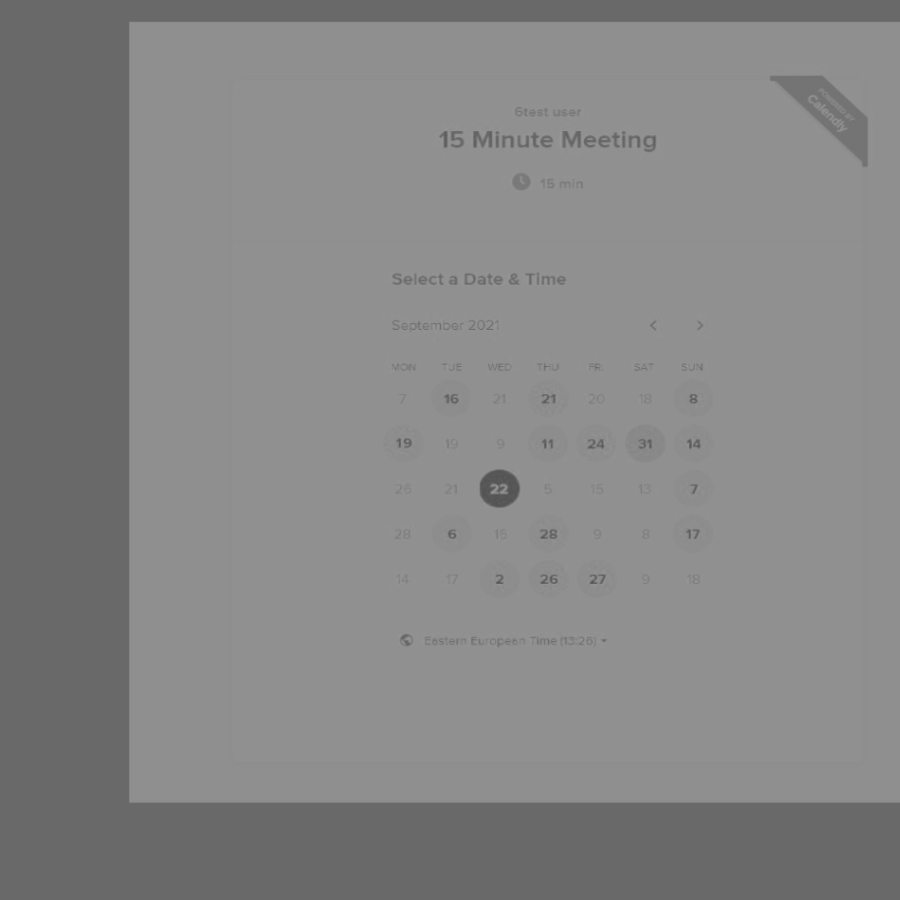 POWERED BY
Calendly
6test user
15 Minute Meeting
15 min
Select a Date & Time
September 2021
MON TUE WED THU FR. SAT SUN
7 16 21 21 20 18 8
19 19 9 11 24 31 14
26 21 22 5 15 13 7
28 6 15 28 9 8 17
14 17 2 26 27 9 18
Eastern European Time (13:26)